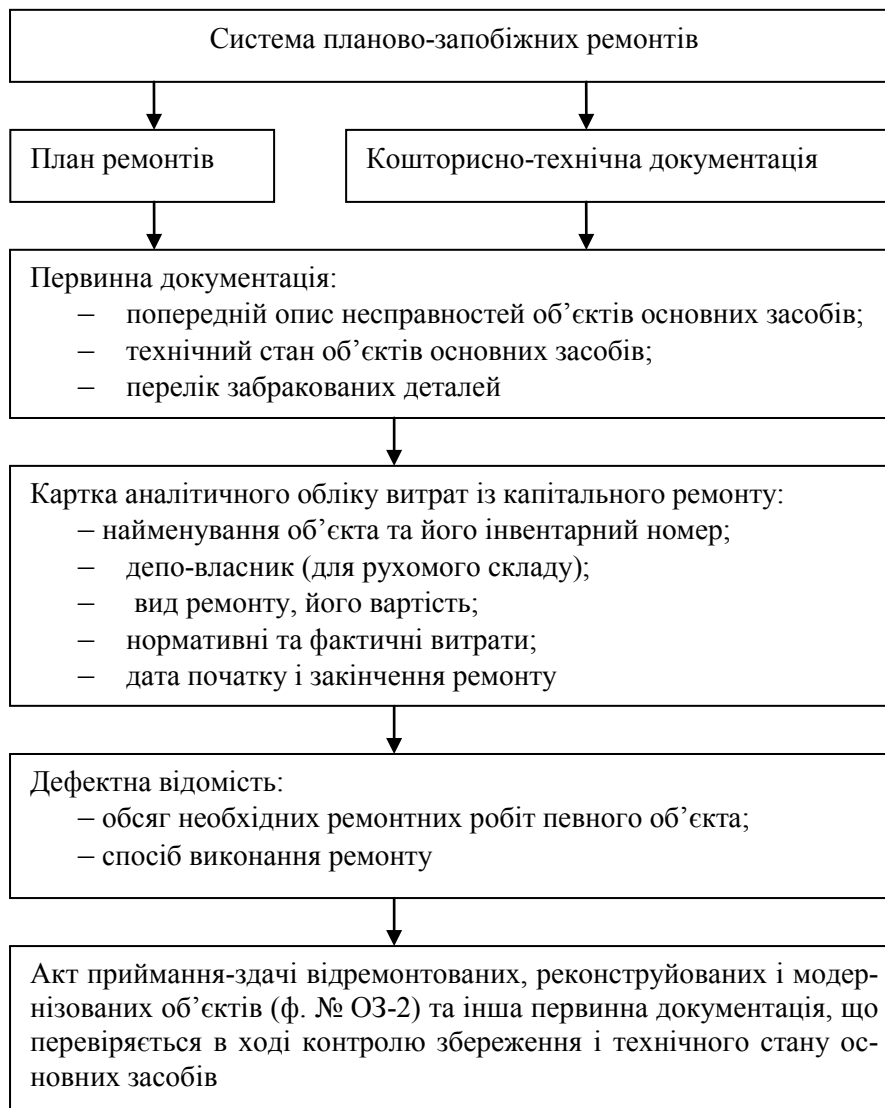 Система планово-запобіжних ремонтів
План ремонтів
Кошторисно-технічна документація
Первинна документація:
– попередній опис несправностей об’єктів основних засобів;
– технічний стан об’єктів основних засобів;
– перелік забракованих деталей
Картка аналітичного обліку витрат із капітального ремонту:
– найменування об’єкта та його інвентарний номер;
– депо-власник (для рухомого складу);
– вид ремонту, його вартість;
– нормативні та фактичні витрати;
– дата початку і закінчення ремонту
Дефектна відомість:
– обсяг необхідних ремонтних робіт певного об’єкта;
– спосіб виконання ремонту
Акт приймання-здачі відремонтованих, реконструйованих і модер-
нізованих об’єктів (ф. № ОЗ-2) та інша первинна документація, що
перевіряється в ході контролю збереження і технічного стану ос-
новних засобів